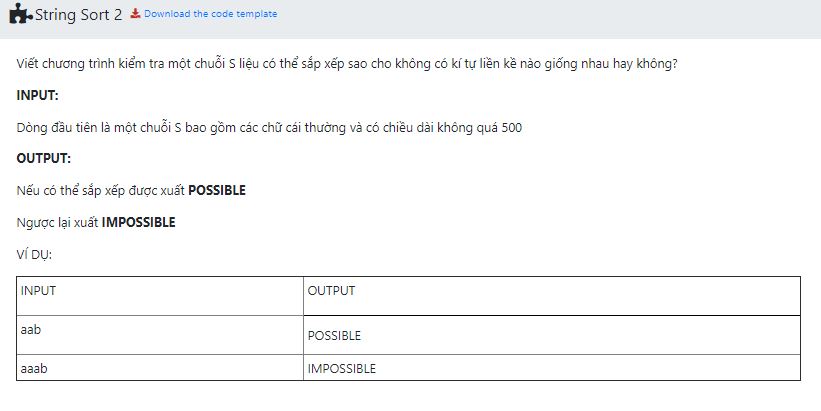 String Sort 2 Download the code template
Viết chương trình kiểm tra một chuỗi S liệu có thể sắp xếp sao cho không có kí tự liền kề nào giống nhau hay không?
INPUT:
Dòng đầu tiên là một chuỗi S bao gồm các chữ cái thường và có chiều dài không quá 500
OUTPUT:
Nếu có thể sắp xếp được xuất POSSIBLE
Ngược lại xuất IMPOSSIBLE
VÍ DỤ:
INPUT OUTPUT
aab POSSIBLE
aaab IMPOSSIBLE